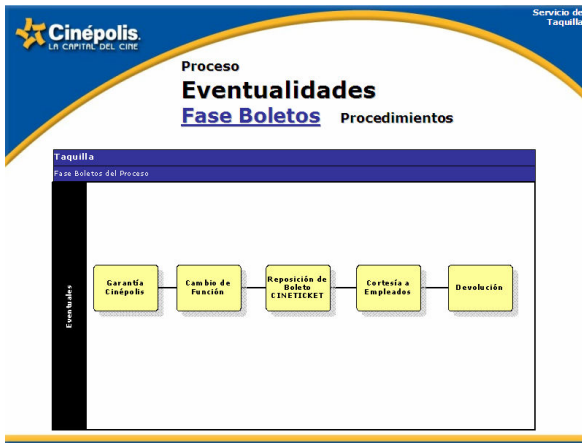 Servicio de
Taquilla
Cinépolis.
LA CAPITAL DEL CINE
Proceso
Eventualidades
Fase Boletos Procedimientos
Taquilla
Fase Boletos del Proceso
Eventuales
Garantía
Cinépolis
Cambio de
Función
Reposición de
Boleto
CINETICKET
Cortesía a
Empleados
Devolución